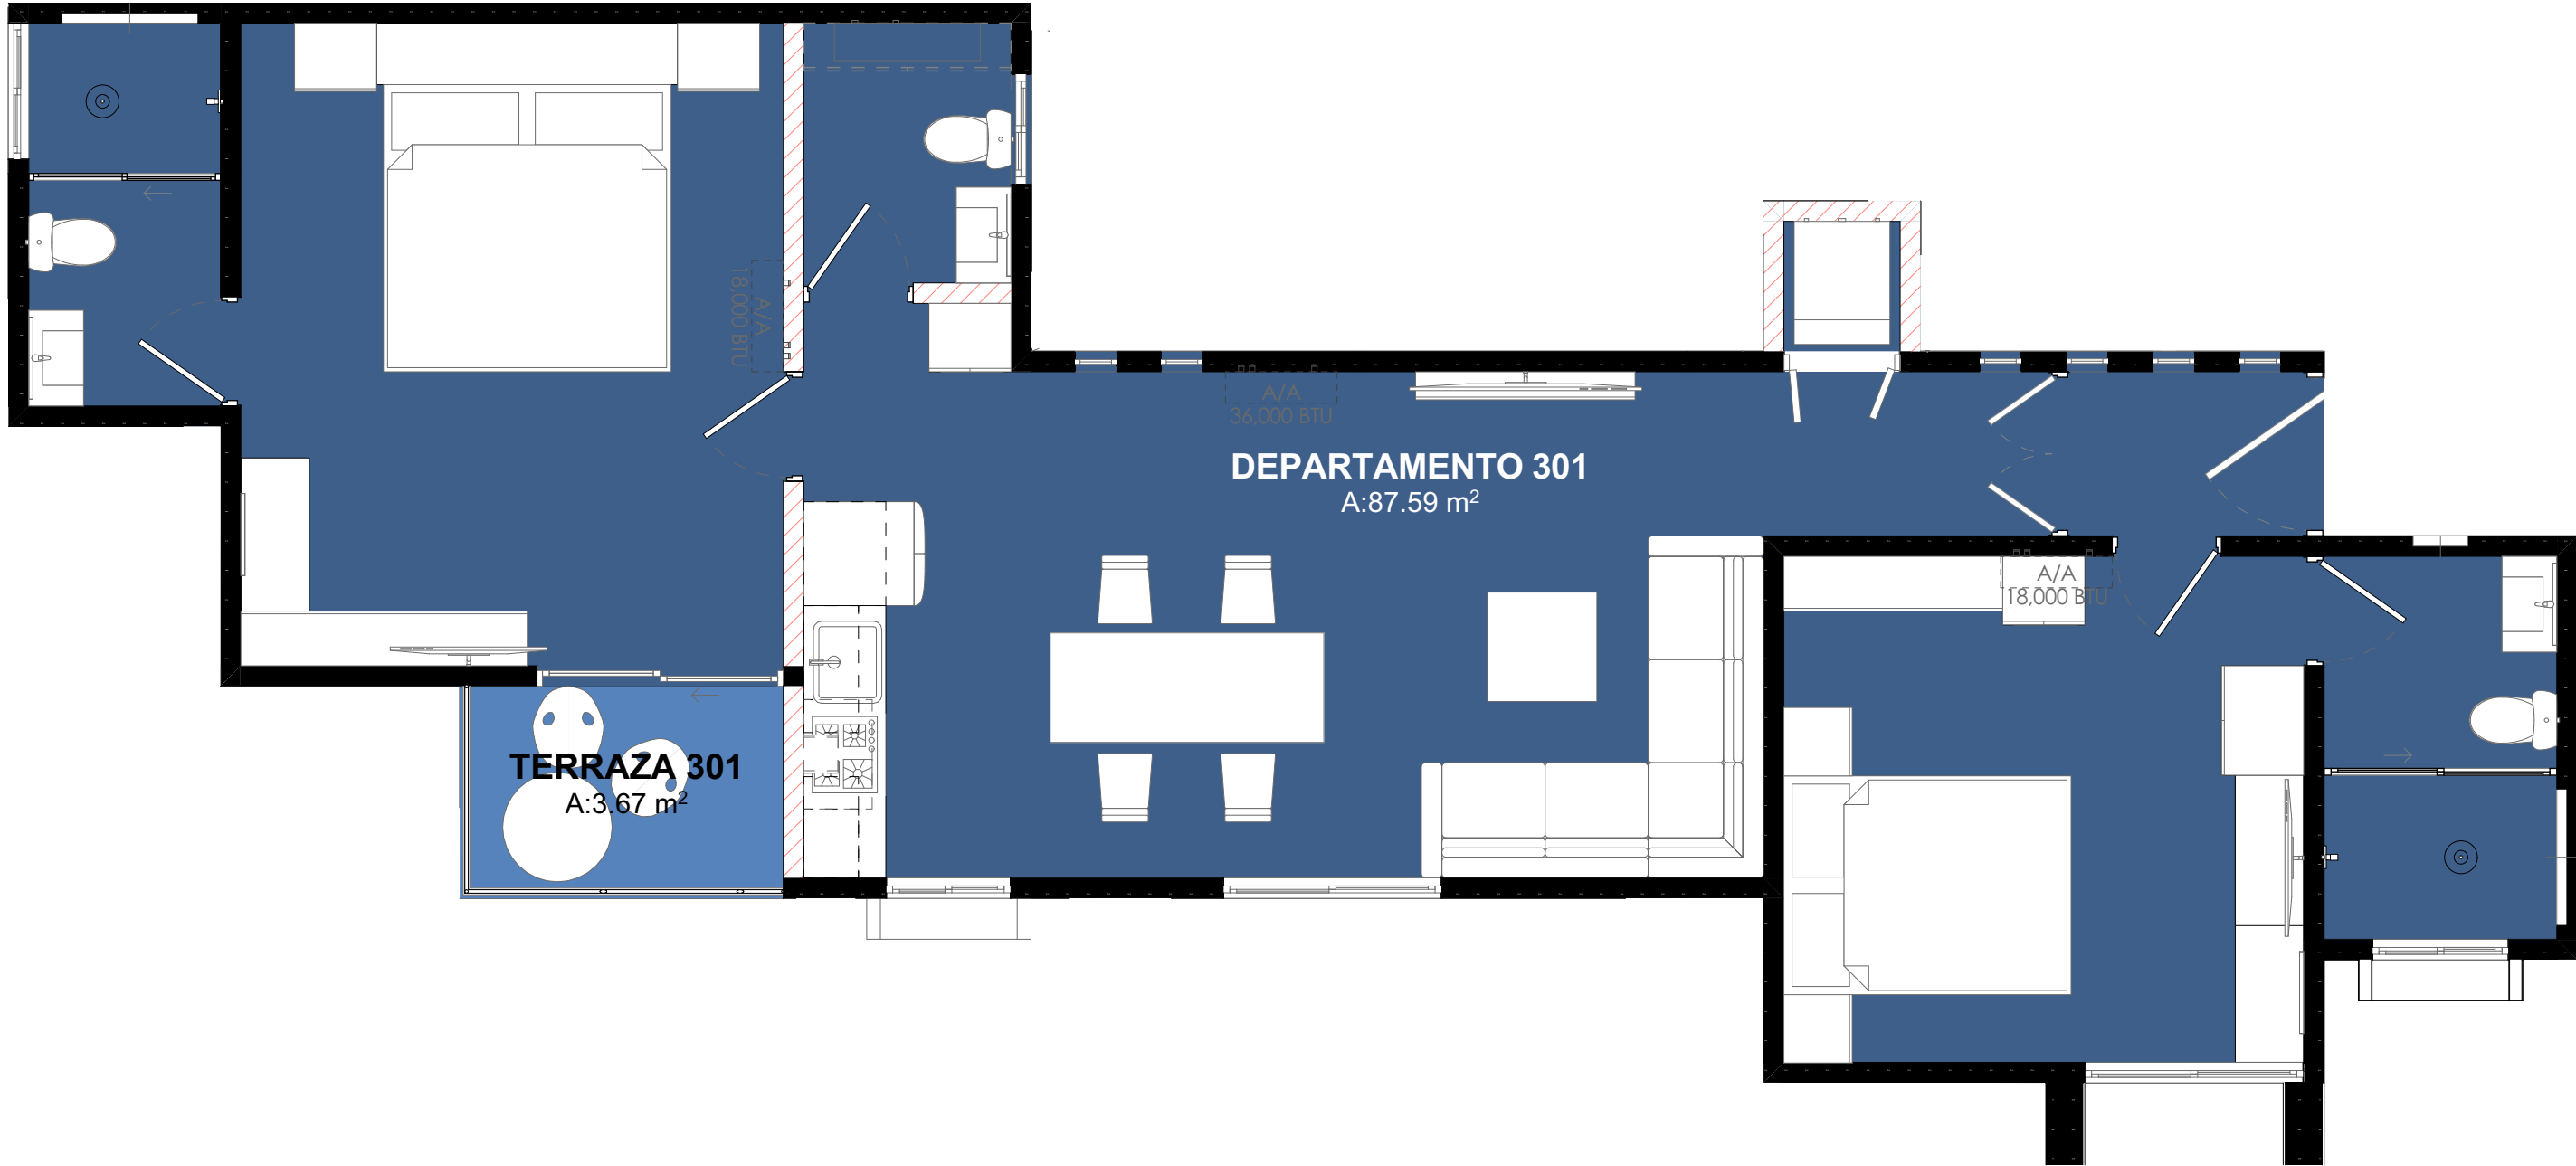 A/A
18,000 BTU
A/A
36,000 BTU
DEPARTAMENTO 301
A:87.59 m²
A/A
18,000 BTU
TERRAZA 301
A:3.67 m²